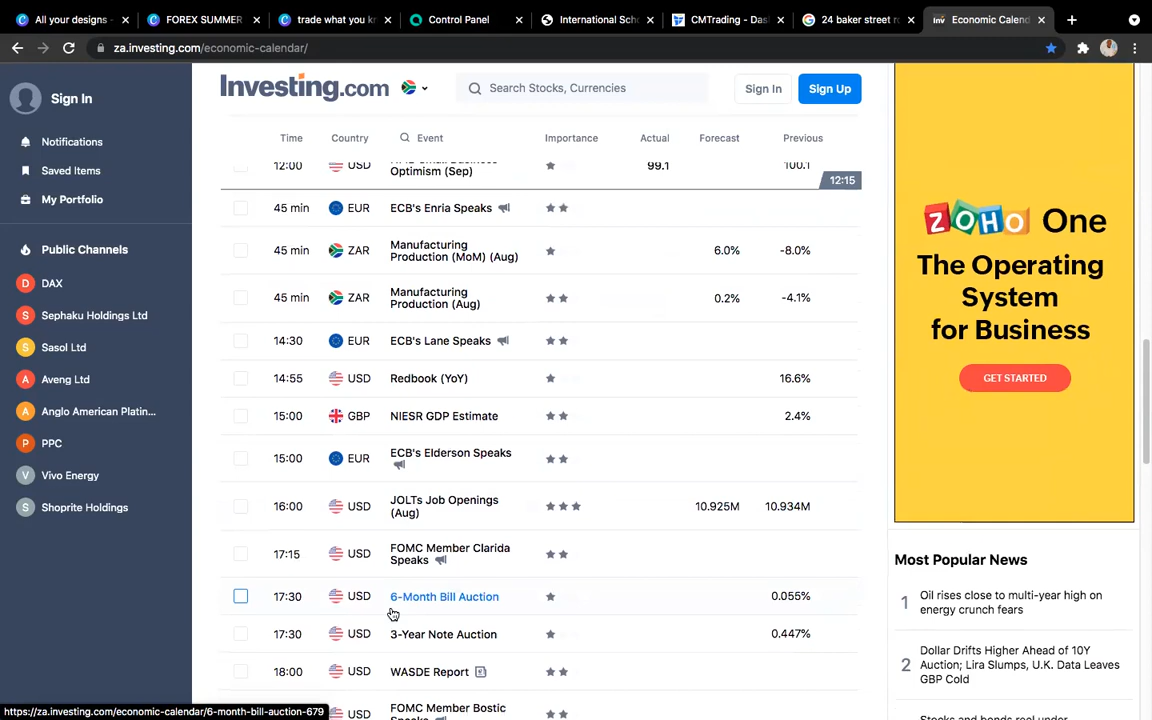 All your designs - 
FOREX SUMMER
trade what you k
Control Panel
International Scho
CMTrading - Das
24 baker street ro
Inv Economic Calend
za.investing.com/economic-calendar/
Sign In
Notifications
Saved Items
My Portfolio
Public Channels
D DAX
S Sephaku Holdings Ltd
S Sasol Ltd
A Aveng Ltd
A Anglo American Platin...
P PPC
V Vivo Energy
S Shoprite Holdings
Investing.com
Search Stocks, Currencies
Sign In
Sign Up
Time Country Event Importance Actual Forecast Previous
12:00 USD Optimism (Sep) 99.1 100.1
12:15
45 min EUR ECB's Enria Speaks
45 min ZAR Manufacturing
Production (MoM) (Aug) 6.0% -8.0%
45 min ZAR Manufacturing
Production (Aug) 0.2% -4.1%
14:30 EUR ECB's Lane Speaks
14:55 USD Redbook (YoY) 16.6%
15:00 GBP NIESR GDP Estimate 2.4%
15:00 EUR ECB's Elderson Speaks
16:00 USD JOLTs Job Openings
(Aug) 10.925M 10.934M
17:15 USD FOMC Member Clarida
Speaks
17:30 USD 6-Month Bill Auction 0.055%
17:30 USD 3-Year Note Auction 0.447%
18:00 USD WASDE Report
USD FOMC Member Bostic
https://za.investing.com/economic-calendar/6-month-bill-auction-679
ZOHO One
The Operating
System
for Business
GET STARTED
Most Popular News
1 Oil rises close to multi-year high on
energy crunch fears
2 Dollar Drifts Higher Ahead of 10Y
Auction; Lira Slumps, U.K. Data Leaves
GBP Cold